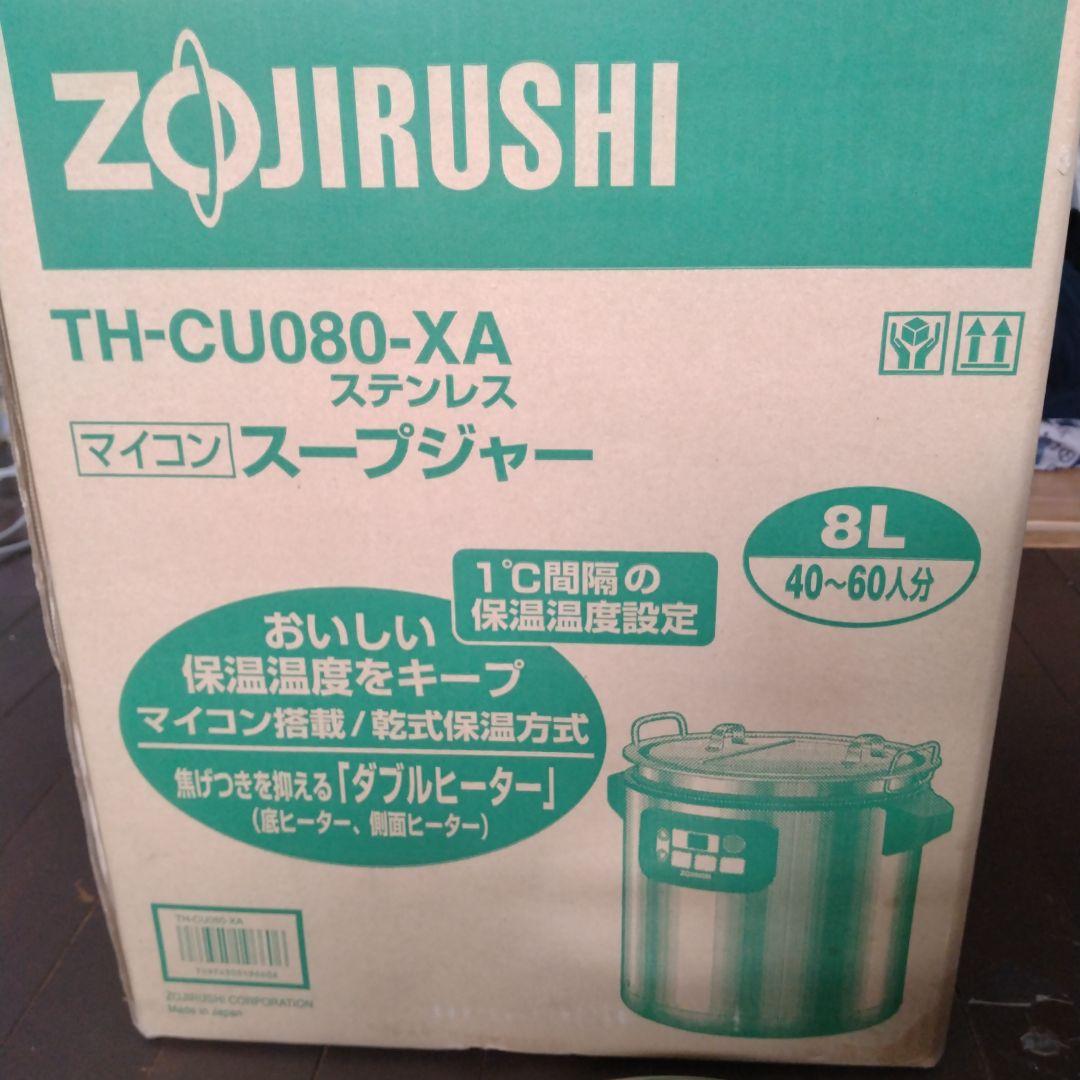 ZOJIRUSHI
TH-CU080-XA
ステンレス
マイコン スープジャー
8L
40〜60人分
1℃間隔の
保温温度設定
おいしい
保温温度をキープ
マイコン搭載/乾式保温方式
焦げつきを抑える「ダブルヒーター」
(底ヒーター、側面ヒーター)
ZOJIRUSHI
TH-CU080-XA
ZOJIRUSHI CORPORATION
Made in Japan